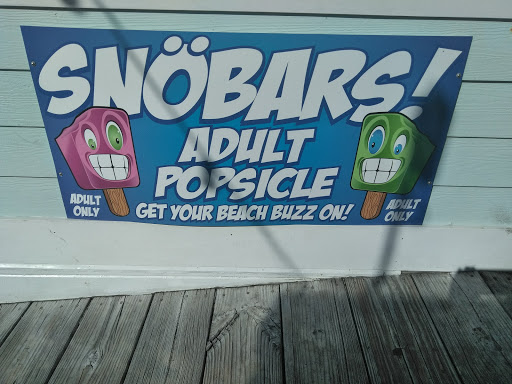 SNÖBARS!
ADULT
POPSICLE
GET YOUR BEACH BUZZ ON!
ADULT
ONLY
ADULT
ONLY